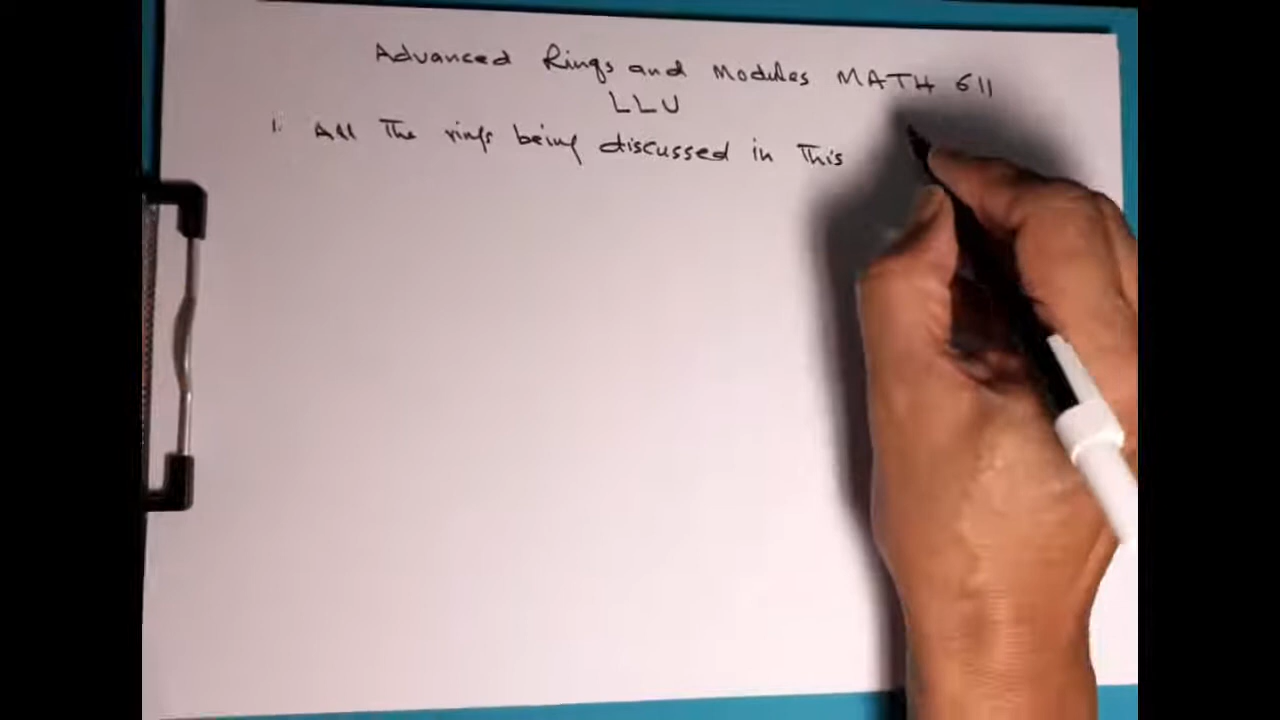 Advanced Rings and Modules MATH 611
LLU
1. All The rings being discussed in This